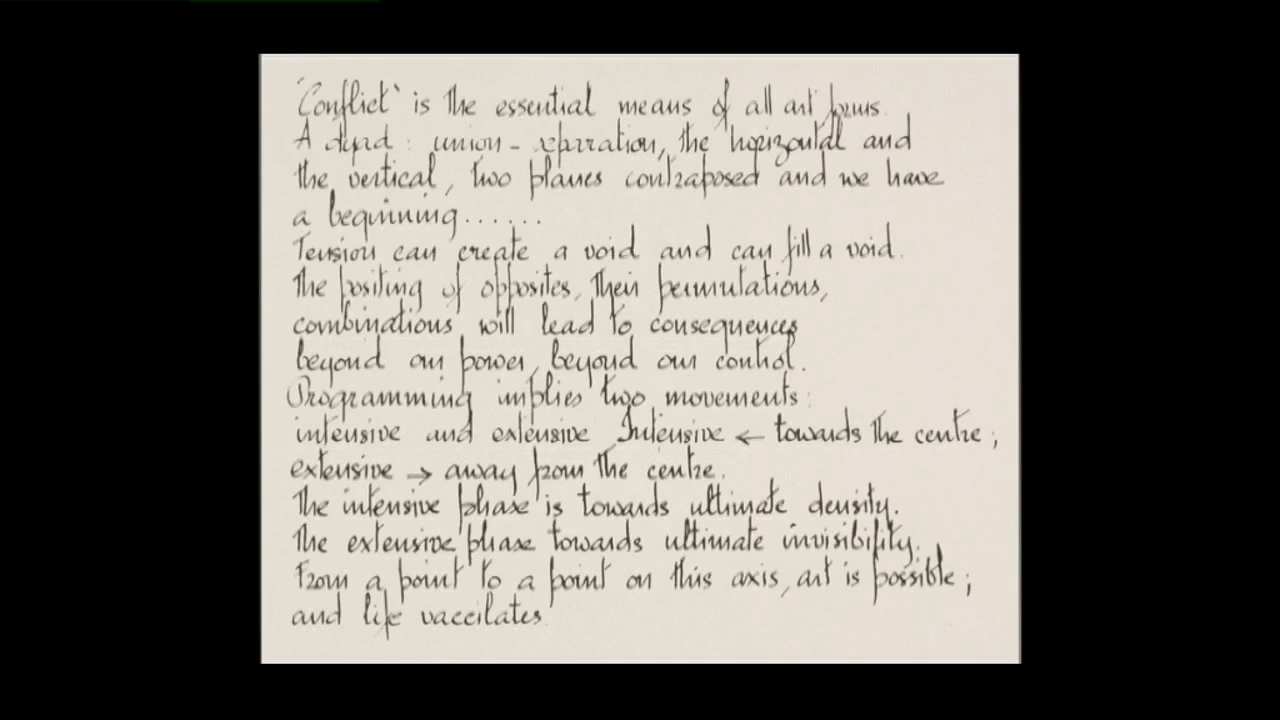 'Conflict' is the essential means of all art forms.
A dyad : union - separation, the horizontal and
the vertical, two planes contraposed and we have
a beginning......
Tension can create a void and can fill a void.
The positing of opposites, their permutations,
combinations will lead to consequences
beyond our power, beyond our control.
Programming implies two movements:
intensive and extensive Intensive ← towards the centre;
extensive → away from the centre.
The intensive phase is towards ultimate density.
The extensive phase towards ultimate invisibility.
From a point to a point on this axis, art is possible;
and life vaccilates.